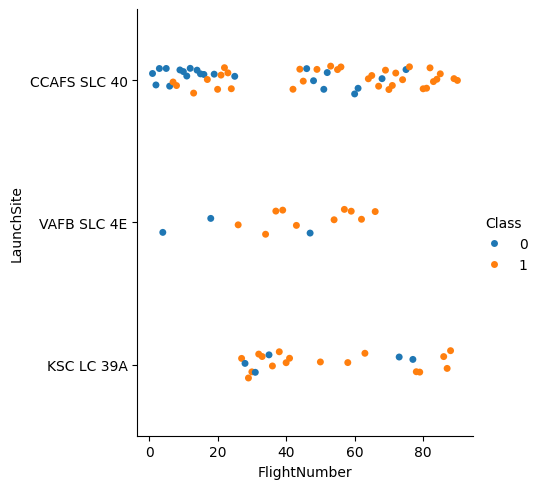 CCAFS SLC 40
VAFB SLC 4E
KSC LC 39A
LaunchSite
0 20 40 60 80
FlightNumber
Class
0
1